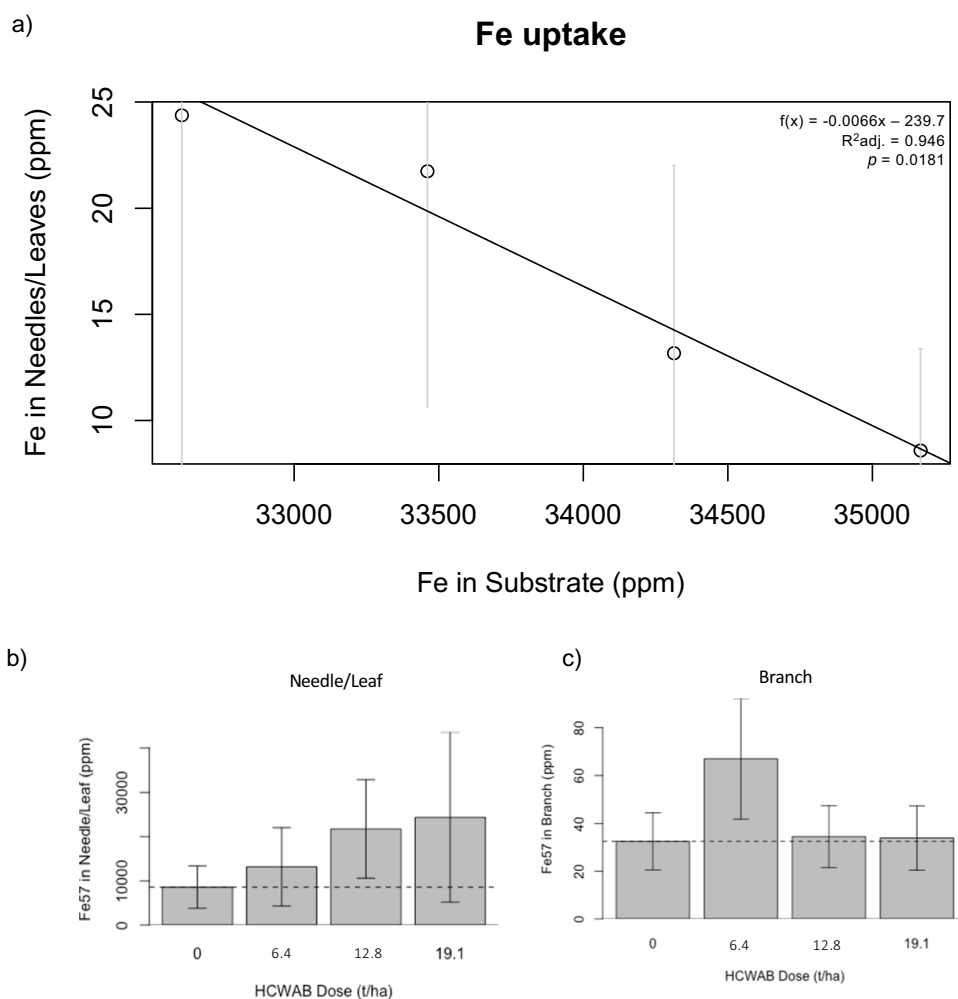 a)
Fe uptake
f(x) = -0.0066x – 239.7
R²adj. = 0.946
p = 0.0181
Fe in Needles/Leaves (ppm)
25
20
15
10
33000 33500 34000 34500 35000
Fe in Substrate (ppm)
b)
Needle/Leaf
Fe57 in Needle/Leaf (ppm)
30000
10000
0
0 6.4 12.8 19.1
HCWAB Dose (t/ha)
c)
Branch
Fe57 in Branch (ppm)
80
60
40
20
0
0 6.4 12.8 19.1
HCWAB Dose (t/ha)